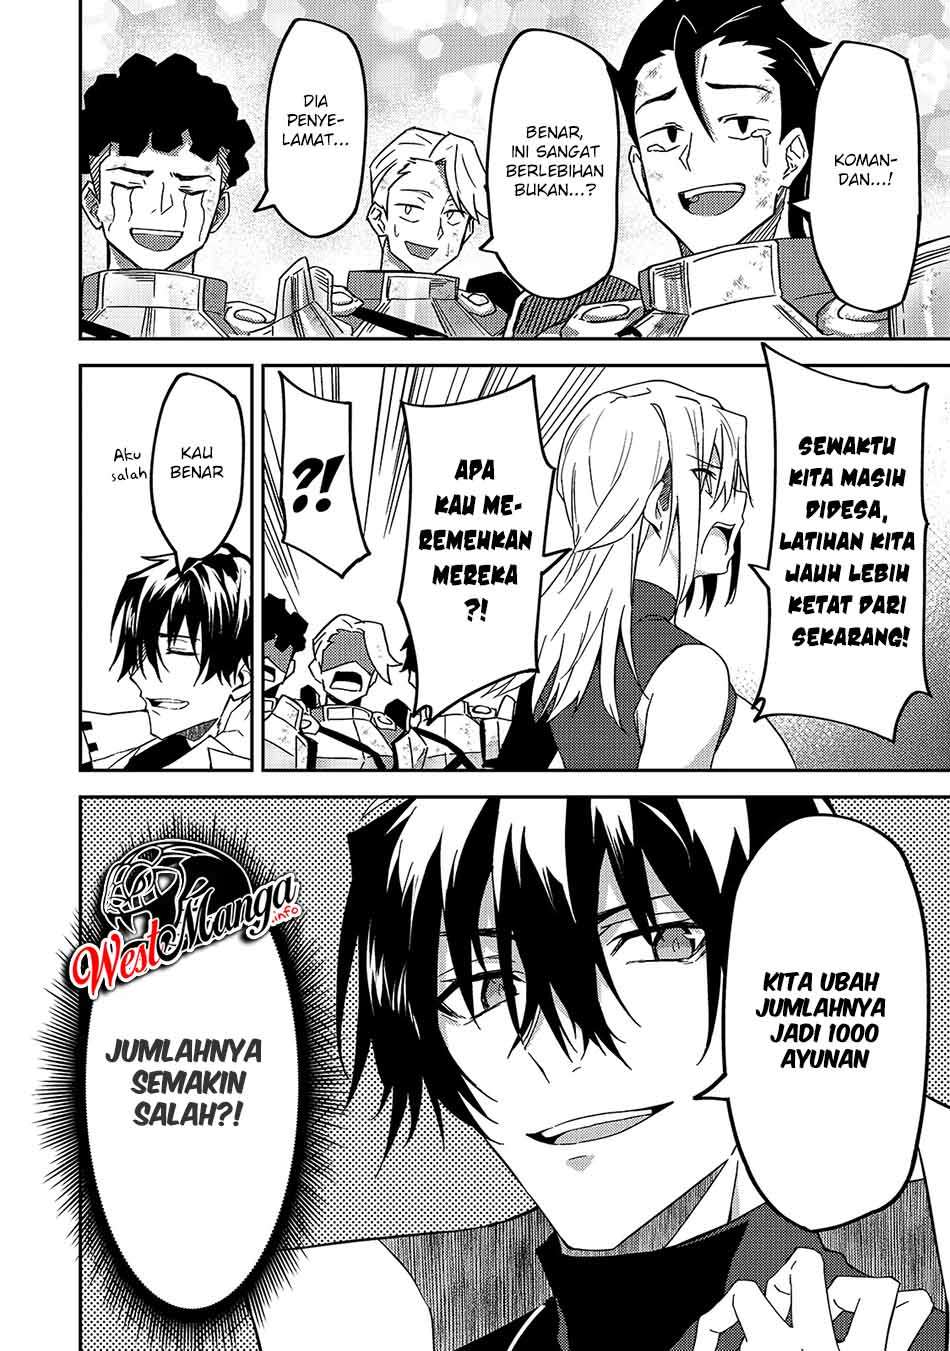 KOMAN-
DAN...!
BENAR,
INI SANGAT
BERLEBIHAN
BUKAN...?
DIA
PENYE-
LAMAT...
SEWAKTU
KITA MASIH
DIDESA,
LATIHAN KITA
JAUH LEBIH
KETAT DARI
SEKARANG!
APA
KAU ME-
REMEHKAN
MEREKA
?!
?!
KAU
BENAR
Aku
salah
KITA UBAH
JUMLAHNYA
JADI 1000
AYUNAN
WestManga
.info
JUMLAHNYA
SEMAKIN
SALAH?!